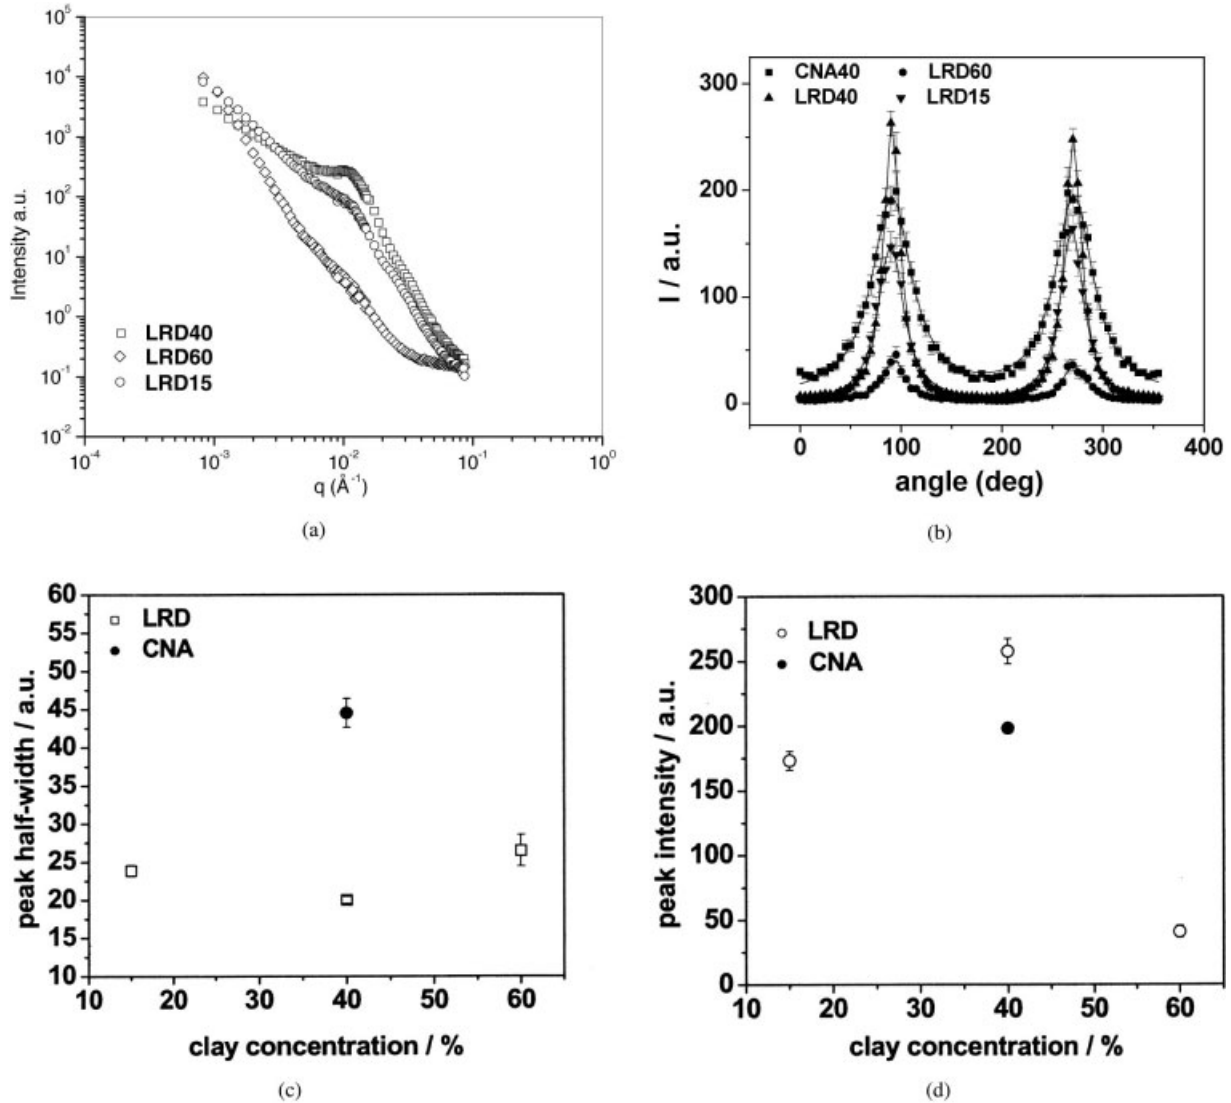 10^5
10^4
10^3
10^2
10^1
10^0
10^-1
10^-2
Intensity a.u.
LRD40
LRD60
LRD15
10^-4
10^-3
10^-2
10^-1
10^0
q (Å^-1)
(a)
300
200
100
0
I / a.u.
CNA40
LRD60
LRD40
LRD15
0
100
200
300
400
angle (deg)
(b)
60
55
50
45
40
35
30
25
20
15
10
peak half-width / a.u.
LRD
CNA
10
20
30
40
50
60
clay concentration / %
(c)
300
250
200
150
100
50
0
peak intensity / a.u.
LRD
CNA
10
20
30
40
50
60
clay concentration / %
(d)